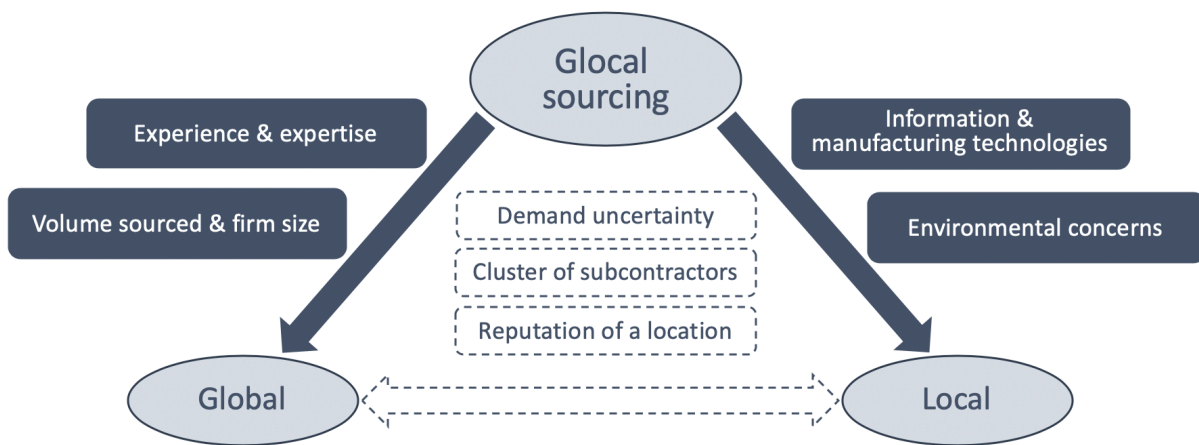 Glocal
sourcing
Experience & expertise
Information &
manufacturing technologies
Volume sourced & firm size
Environmental concerns
Demand uncertainty
Cluster of subcontractors
Reputation of a location
Global
Local